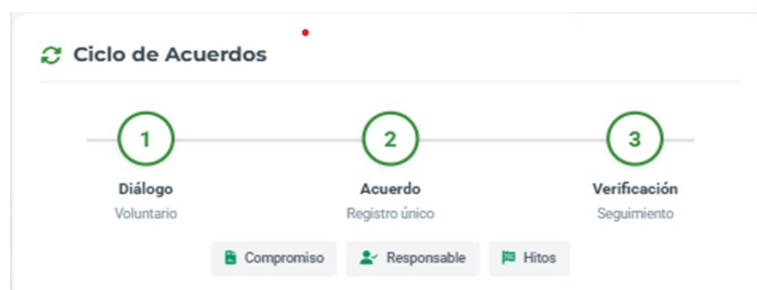 Ciclo de Acuerdos
1 2 3
Diálogo Acuerdo Verificación
Voluntario Registro único Seguimiento
Compromiso Responsable Hitos